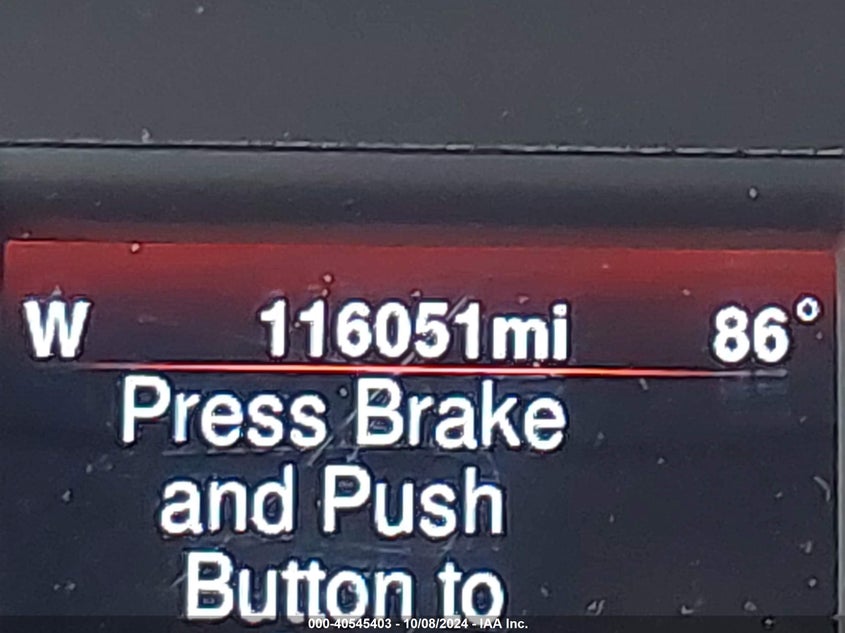 W 116051mi 86°
Press Brake
and Push
Button to
000-40545403 - 10/08/2024 - IAA Inc.